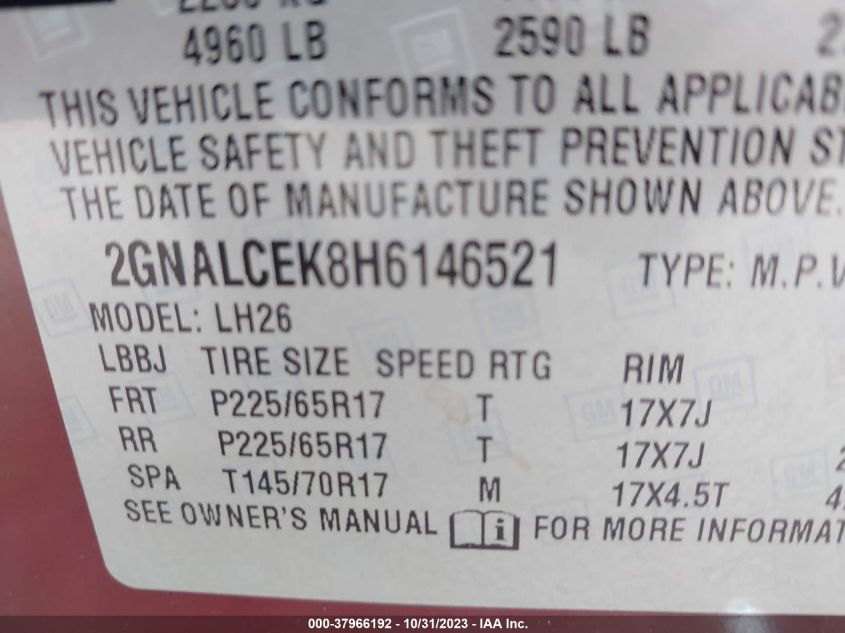 4960 LB 2590 LB
THIS VEHICLE CONFORMS TO ALL
VEHICLE SAFETY AND THEFT PREVENTION
THE DATE OF MANUFACTURE SHOWN ABOVE.
2GNALCEK8H6146521 TYPE: M.P.V
MODEL: LH26
LBBJ TIRE SIZE SPEED RTG RIM
FRT P225/65R17 T 17X7J
RR P225/65R17 T 17X7J
SPA T145/70R17 M 17X4.5T
SEE OWNER'S MANUAL i FOR MORE
000-37966192 - 10/31/2023 - IAA Inc.